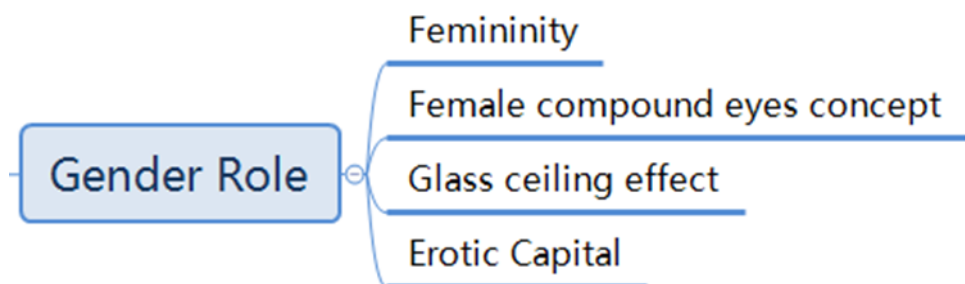 Femininity
Female compound eyes concept
Gender Role
Glass ceiling effect
Erotic Capital